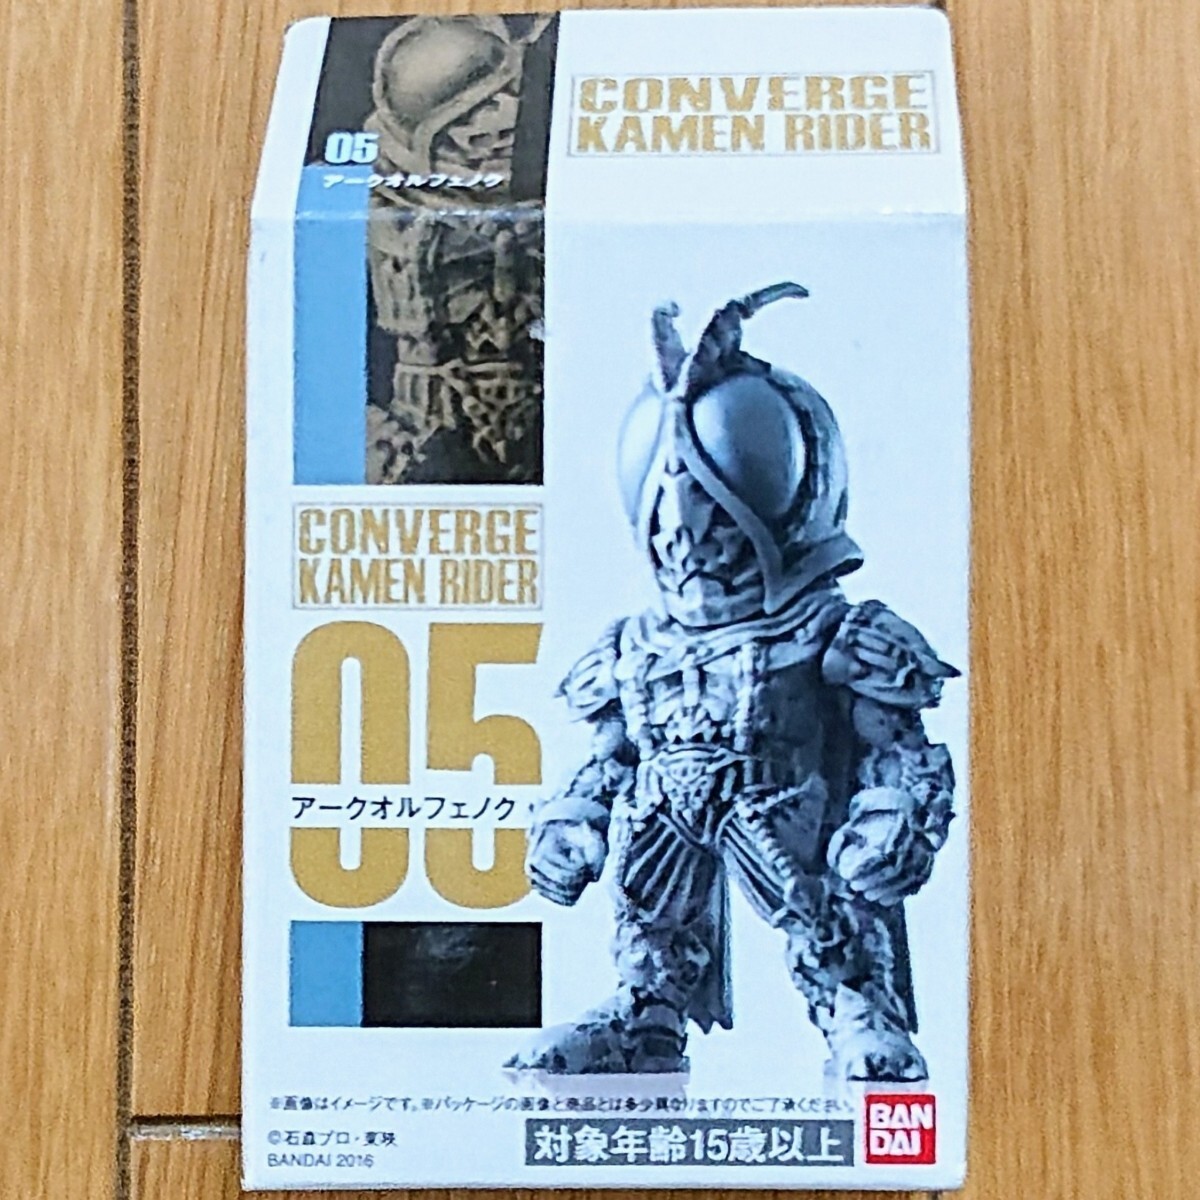 CONVERGE
KAMEN RIDER
05
アークオルフェノク
CONVERGE
KAMEN RIDER
05
アークオルフェノク
※画像はイメージです。※パッケージの画像と商品とは多少異なりますのでご了承ください。
©石森プロ・東映
BANDAI 2016
対象年齢15歳以上
BAN
DAI